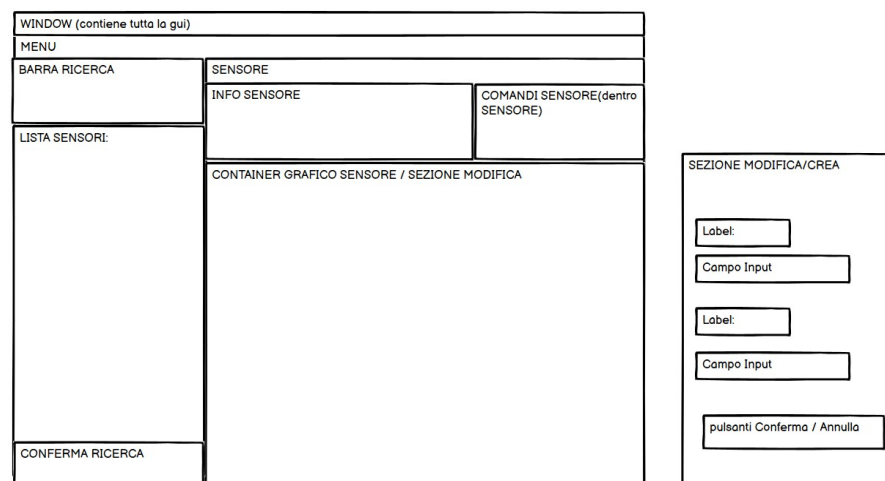 WINDOW (contiene tutta la gui)
MENU
BARRA RICERCA
SENSORE
INFO SENSORE
COMANDI SENSORE(dentro
SENSORE)
LISTA SENSORI:
CONTAINER GRAFICO SENSORE / SEZIONE MODIFICA
CONFERMA RICERCA
SEZIONE MODIFICA/CREA
Label:
Campo Input
Label:
Campo Input
pulsanti Conferma / Annulla